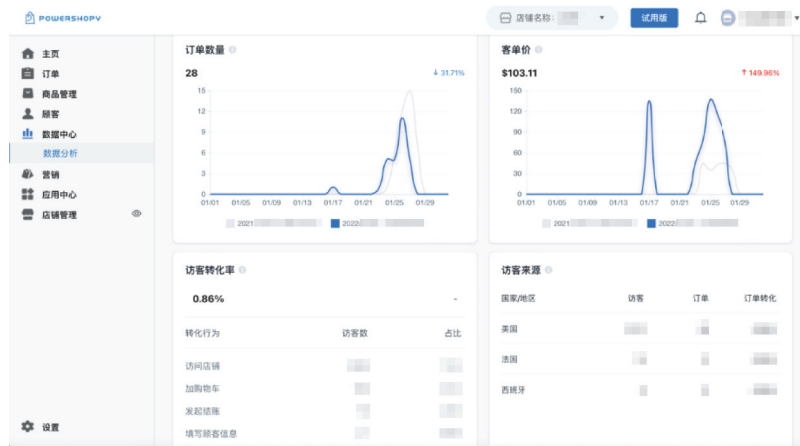 POWERSHOPY
店铺名称:
试用版
主页
订单
商品管理
顾客
数据中心
数据分析
营销
应用中心
店铺管理
设置
订单数量
28
↓ 31.71%
15
12
9
6
3
0
01/01 01/05 01/09 01/13 01/17 01/21 01/25 01/29
2021
2022
客单价
$103.11
↑ 149.96%
150
120
90
60
30
0
01/01 01/05 01/09 01/13 01/17 01/21 01/25 01/29
2021
2022
访客转化率
0.86%
-
转化行为 访客数 占比
访问店铺
加购物车
发起结账
填写顾客信息
访客来源
国家/地区 访客 订单 订单转化
美国
法国
西班牙